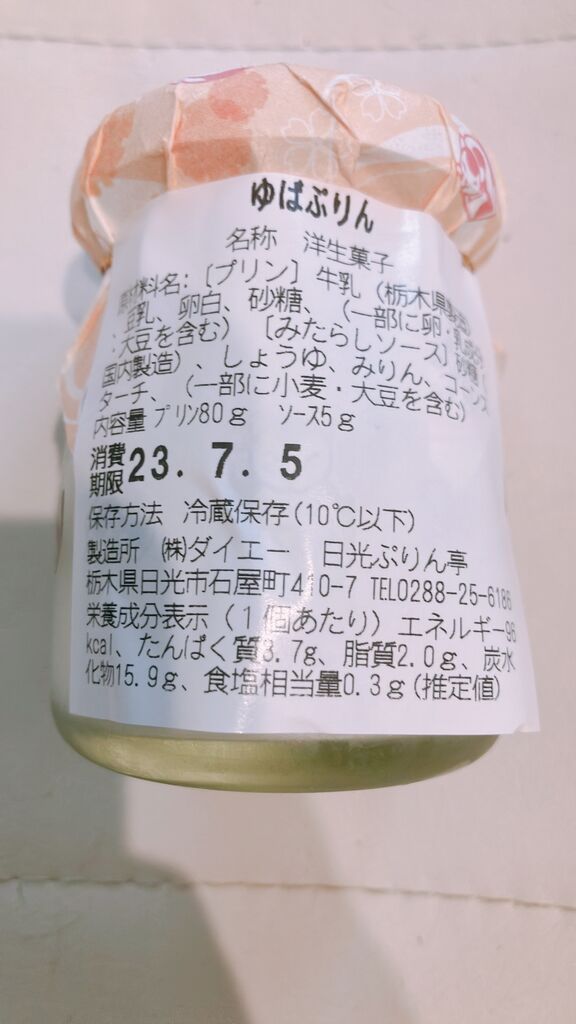 ゆばぷりん
名称 洋生菓子
原材料名:〔プリン〕牛乳（栃木県製造）
、豆乳、卵白、砂糖、（一部に卵・乳成分
・大豆を含む）〔みたらしソース〕砂糖（
国内製造）、しょうゆ、みりん、コーンス
ターチ、（一部に小麦・大豆を含む）
内容量 プリン80ｇ ソース5ｇ
消費期限 23.7.5
保存方法 冷蔵保存(10℃以下)
製造所 ㈱ダイエー 日光ぷりん亭
栃木県日光市石屋町410-7 TEL0288-25-6186
栄養成分表示（１個あたり）エネルギー96
kcal、たんぱく質3.7g、脂質2.0ｇ、炭水
化物15.9ｇ、食塩相当量0.3ｇ(推定値)